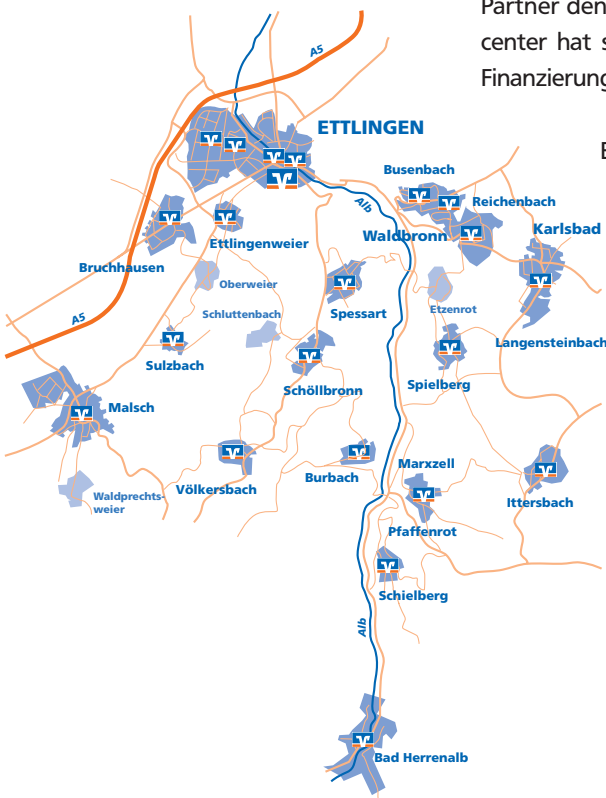 Partner den
center hat s
Finanzierung
E
A5
ETTLINGEN
Busenbach
Reichenbach
Alb
Waldbronn
Karlsbad
Ettlingenweier
Bruchhausen
Oberweier
Etzenrot
Schluttenbach
Spessart
A5
Langensteinbach
Sulzbach
Schöllbronn
Spielberg
Malsch
Marxzell
Völkersbach
Burbach
Waldprechts-
weier
Ittersbach
Pfaffenrot
Schielberg
Alb
Bad Herrenalb